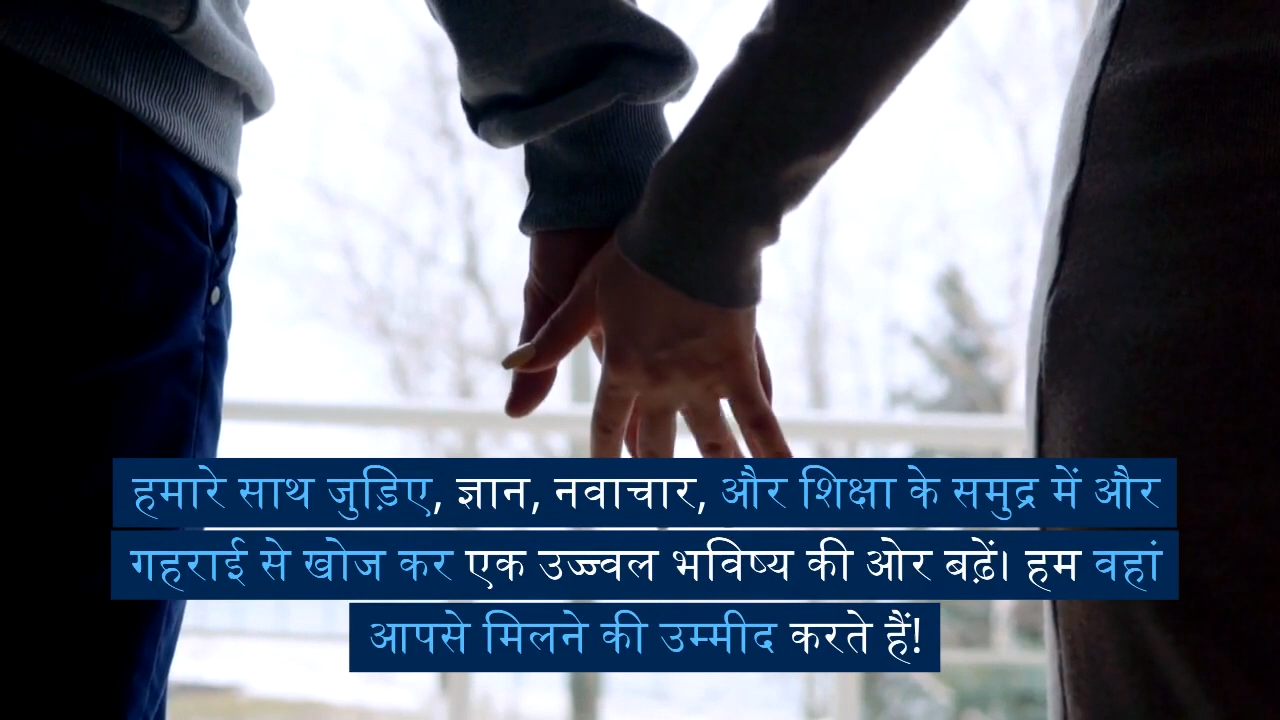 हमारे साथ जुड़िए, ज्ञान, नवाचार, और शिक्षा के समुद्र में और
गहराई से खोज कर एक उज्ज्वल भविष्य की ओर बढ़ें। हम वहां
आपसे मिलने की उम्मीद करते हैं!